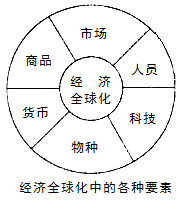 市场
商品
人员
经 济
全球化
货币
科技
物种
经济全球化中的各种要素